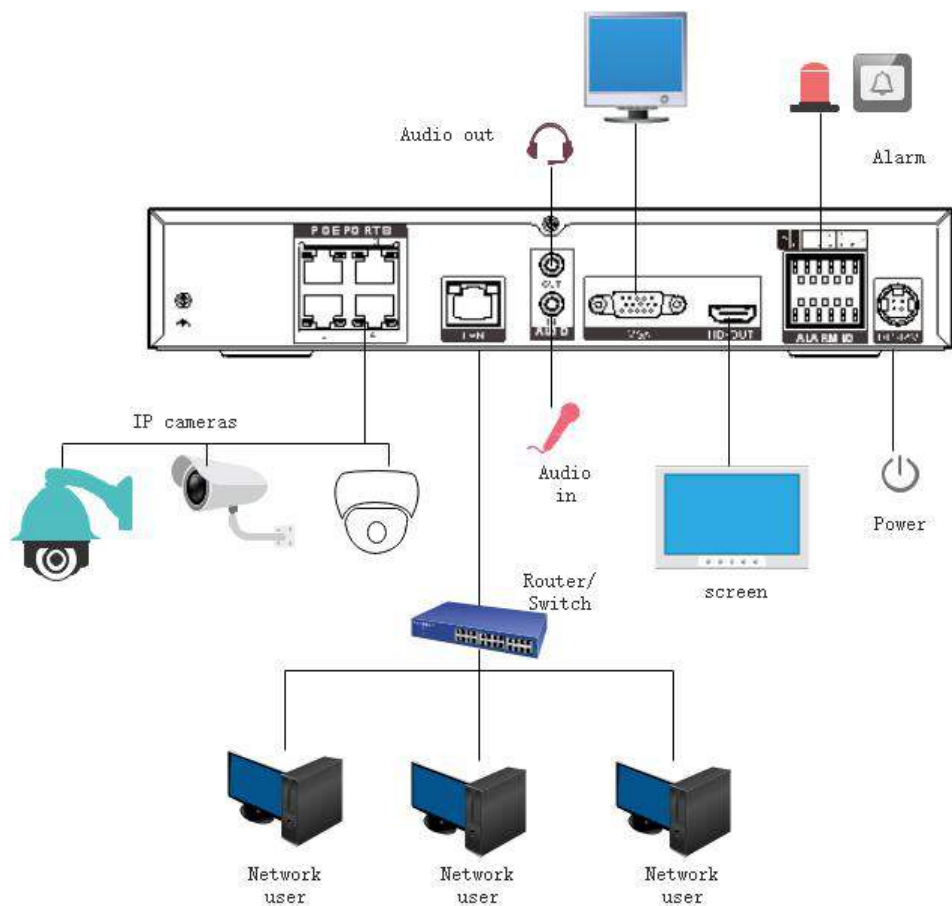 Audio out
Alarm
POE PORTS
OUT
LAN
VGA
HD-OUT
ALARM IO
IP cameras
Audio
in
Power
Router/
Switch
screen
Network
user
Network
user
Network
user